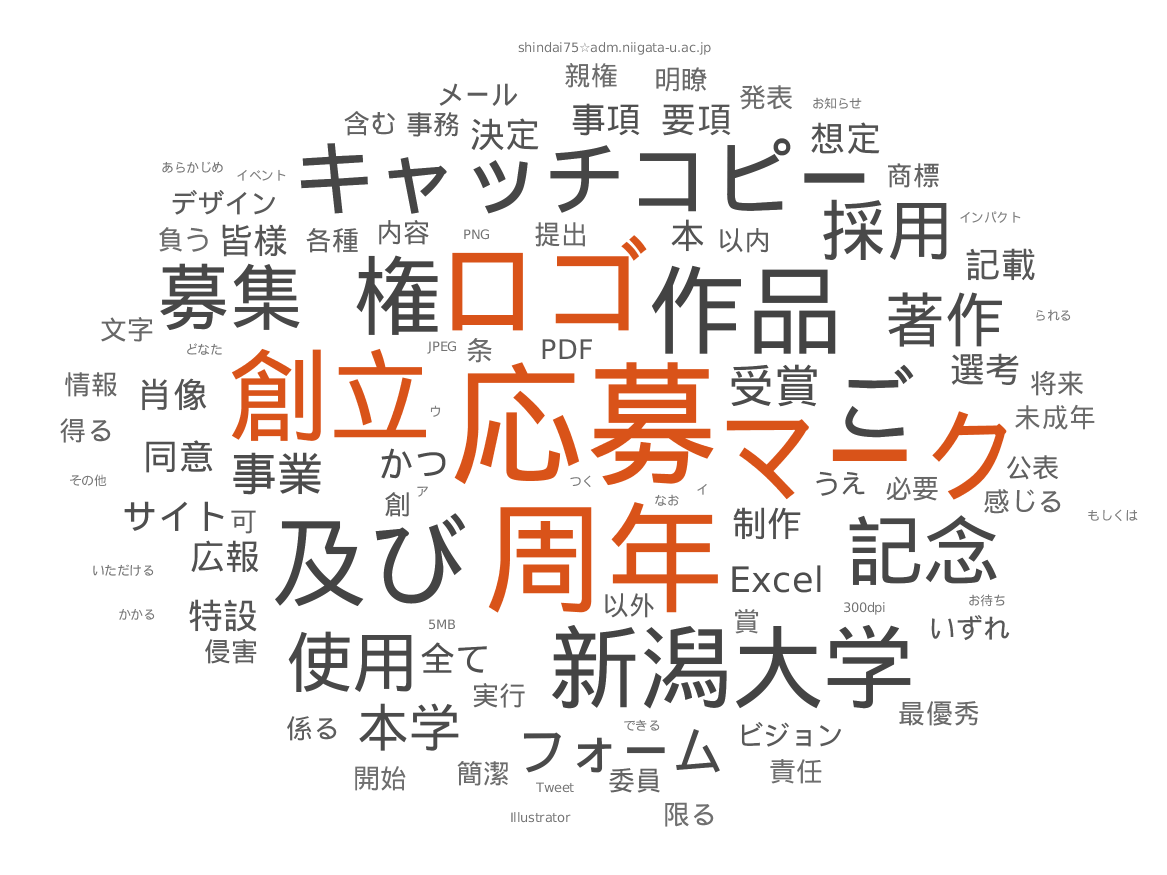 shindai75☆adm.niigata-u.ac.jp
親権 明瞭
メール 発表 お知らせ
含む 事務 決定 事項 要項 想定
キャッチコピー
あらかじめ イベント 商標
デザイン 採用 インパクト
負う 皆様 各種 内容 PNG 提出 本 以内
記載
募集 権 ロゴ 作品 著作 られる
文字 どなた JPEG 条 PDF
情報 肖像 創立 応募 受賞 ご 選考 将来
得る ウ マーク 未成年
同意 事業 かつ うえ 必要 公表
その他 創 ア つく なお イ 感じる
サイト 可 制作 もしくは
広報 及び 周年 記念
いただける Excel
かかる 特設 5MB 以外 賞 300dpi お待ち
侵害 いずれ
使用 全て 新潟大学
実行 最優秀
係る 本学 フォーム できる ビジョン
開始 簡潔 委員 責任
Tweet
Illustrator 限る